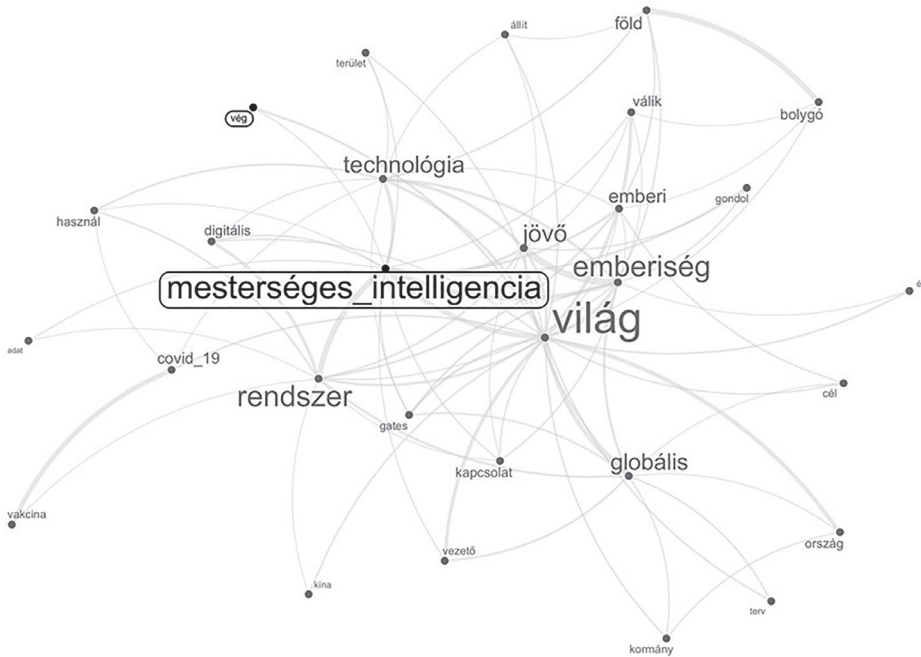 állít
föld
terület
válik
bolygó
vég
technológia
emberi
gondol
használ
digitális
jövő
emberiség
mesterséges_intelligencia
é
világ
adat
covid_19
rendszer
cél
gates
kapcsolat
globális
vakcina
vezető
ország
kína
terv
kormány